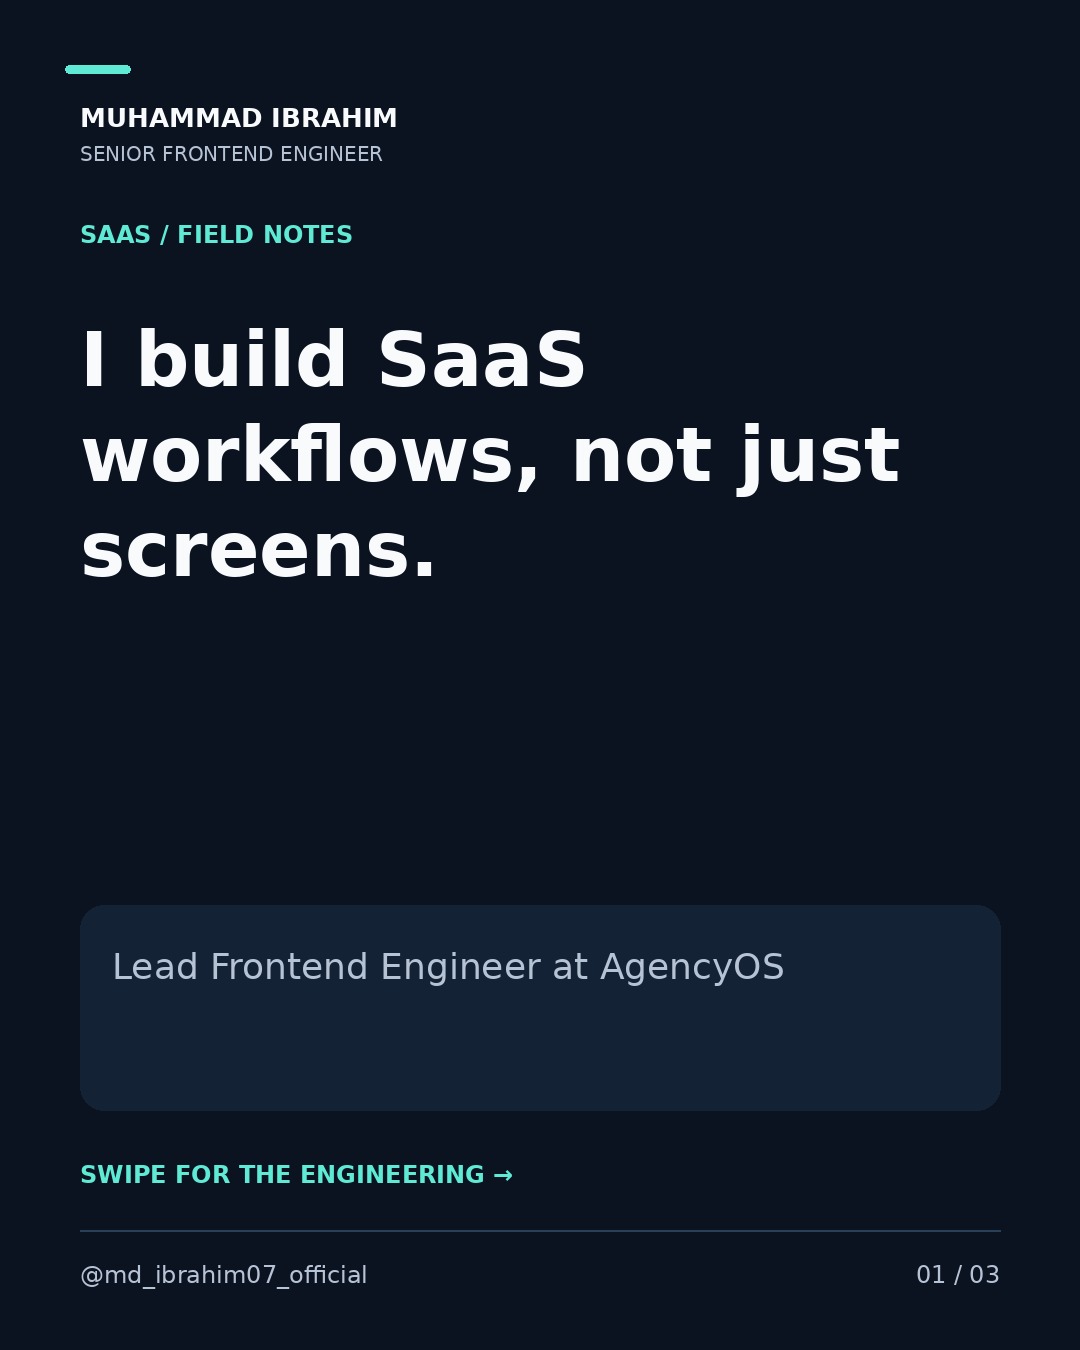 MUHAMMAD IBRAHIM
SENIOR FRONTEND ENGINEER
SAAS / FIELD NOTES
I build SaaS
workflows, not just
screens.
Lead Frontend Engineer at AgencyOS
SWIPE FOR THE ENGINEERING →
@md_ibrahim07_official
01 / 03